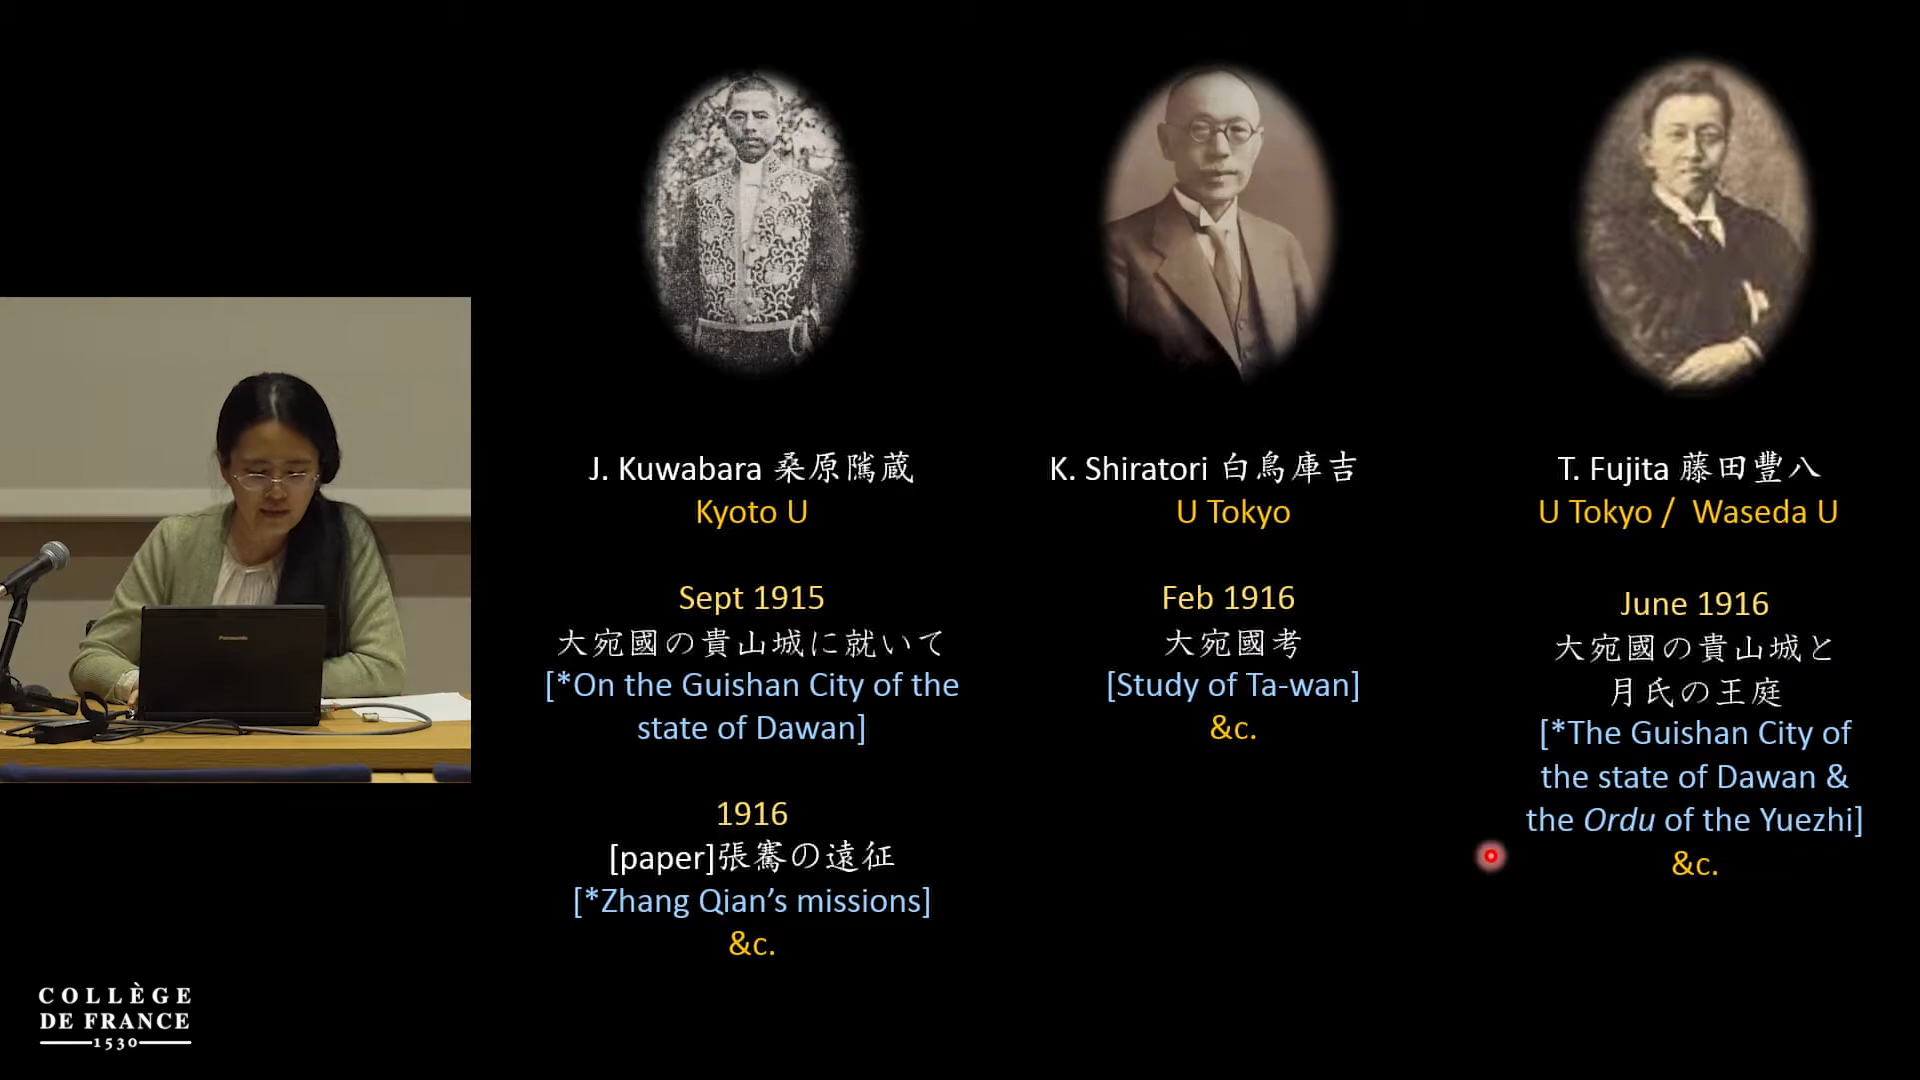 J. Kuwabara 桑原隲蔵
Kyoto U
Sept 1915
大宛國の貴山城に就いて
[*On the Guishan City of the
state of Dawan]
1916
[paper]張騫の遠征
[*Zhang Qian’s missions]
&c.
K. Shiratori 白鳥庫吉
U Tokyo
Feb 1916
大宛國考
[Study of Ta-wan]
&c.
T. Fujita 藤田豐八
U Tokyo / Waseda U
June 1916
大宛國の貴山城と
月氏の王庭
[*The Guishan City of
the state of Dawan &
the Ordu of the Yuezhi]
&c.
Panasonic
COLLÈGE
DE FRANCE
1530